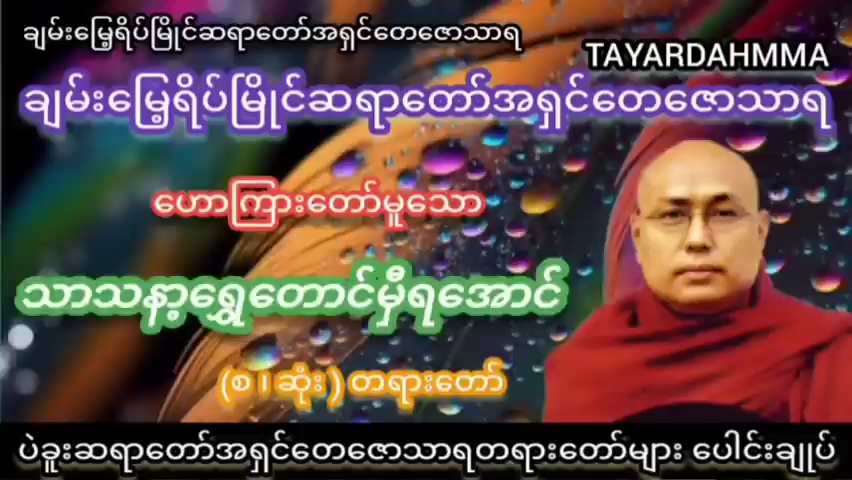 ချမ်းမြေ့ရိပ်မြိုင်ဆရာတော်အရှင်တေဇောသာရ
TAYARDAHMMA
ချမ်းမြေ့ရိပ်မြိုင်ဆရာတော်အရှင်တေဇောသာရ
ဟောကြားတော်မူသော
သာသနာ့ရွှေတောင်မှီရအောင်
(စ ၊ ဆုံး ) တရားတော်
ပဲခူးဆရာတော်အရှင်တေဇောသာရတရားတော်များ ပေါင်းချုပ်